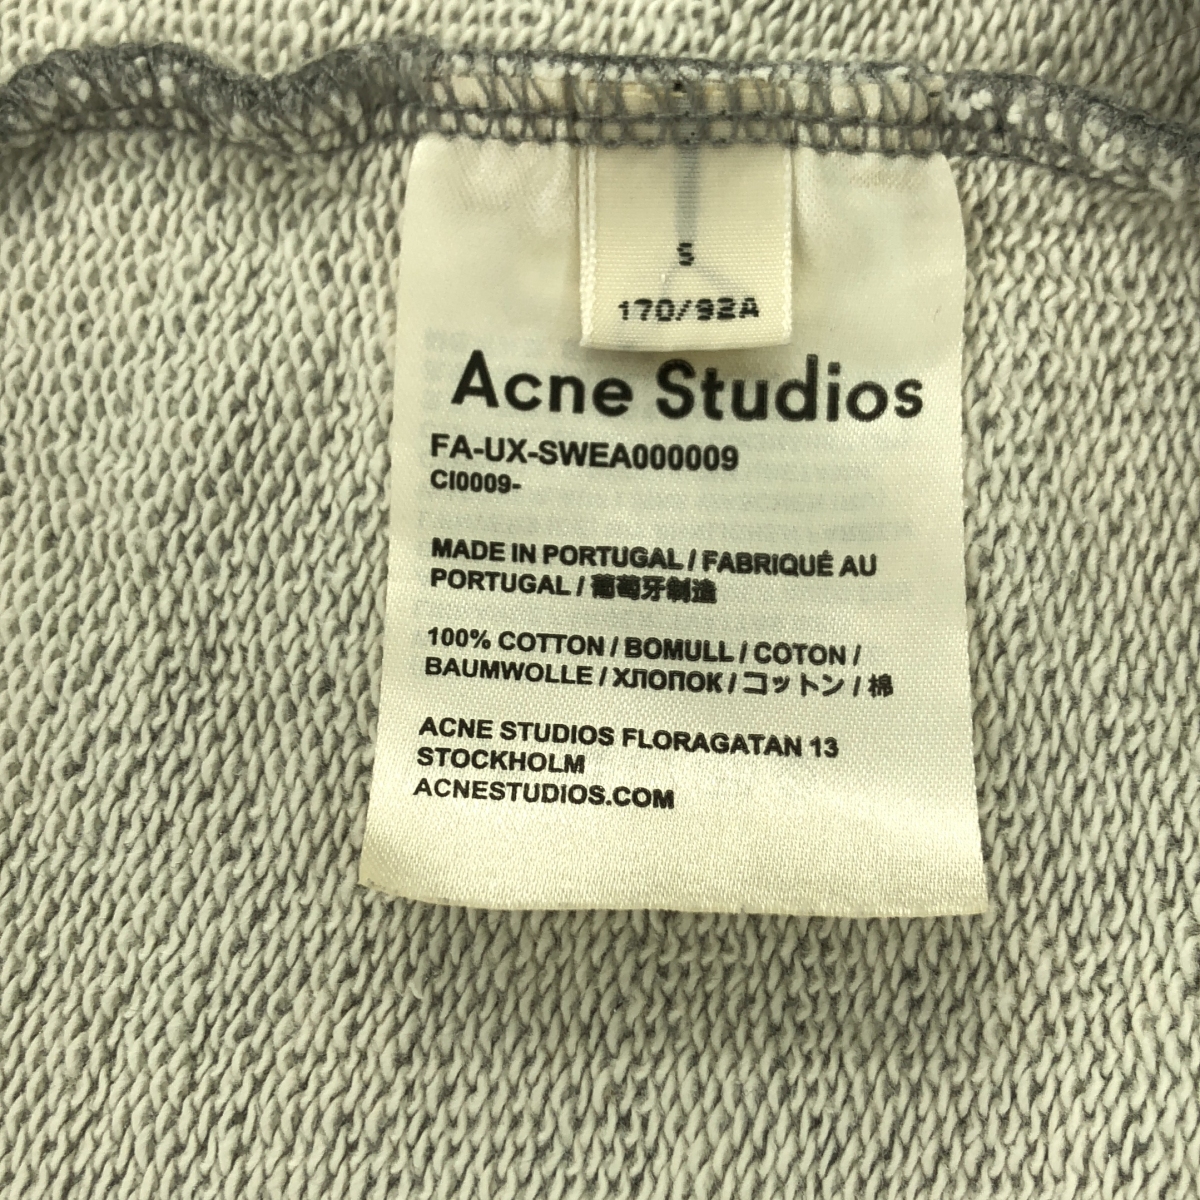 S
170/92A
Acne Studios
FA-UX-SWEA000009
CI0009-
MADE IN PORTUGAL / FABRIQUÉ AU
PORTUGAL / 葡萄牙制造
100% COTTON / BOMULL / COTON /
BAUMWOLLE / ХЛОПОК / コットン / 棉
ACNE STUDIOS FLORAGATAN 13
STOCKHOLM
ACNESTUDIOS.COM